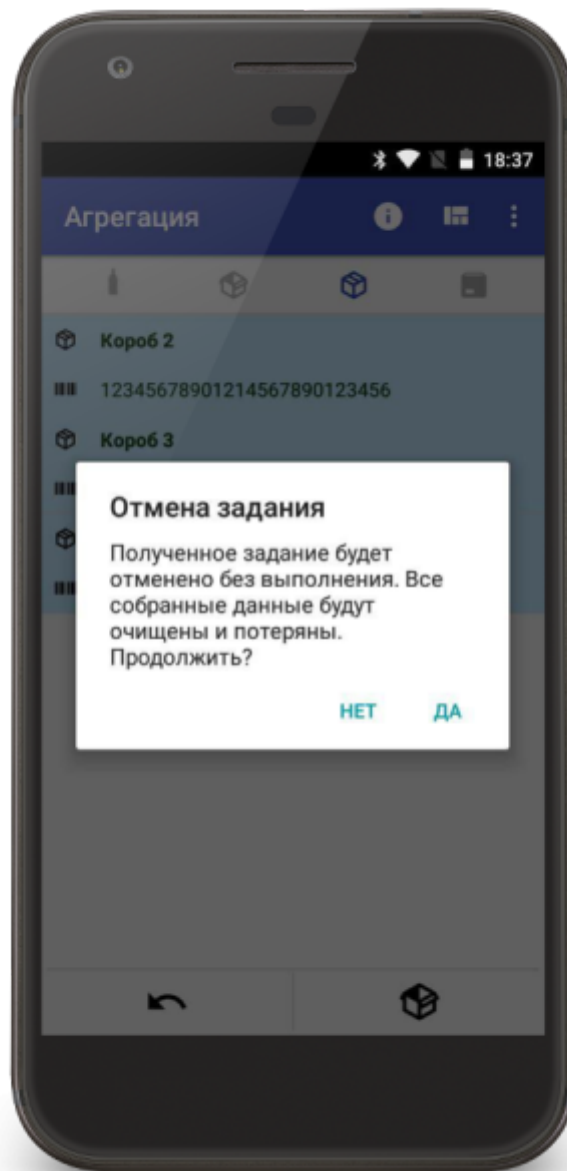 18:37
Агрегация
Короб 2
12345678901214567890123456
Короб 3
Отмена задания
Полученное задание будет
отменено без выполнения. Все
собранные данные будут
очищены и потеряны.
Продолжить?
НЕТ ДА